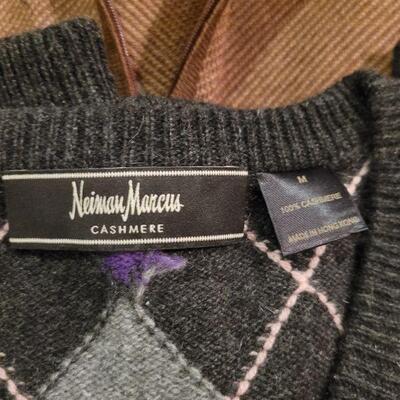 Neiman Marcus
CASHMERE
M
100% CASHMERE
MADE IN HONG KONG